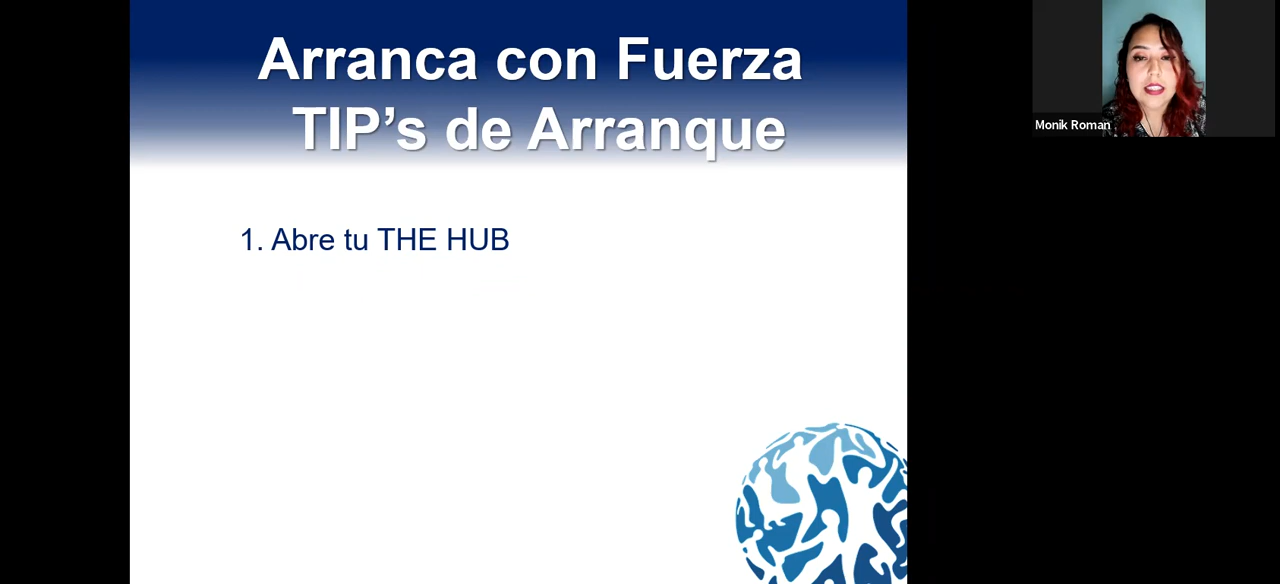 Arranca con Fuerza
TIP’s de Arranque
1. Abre tu THE HUB
Monik Roman